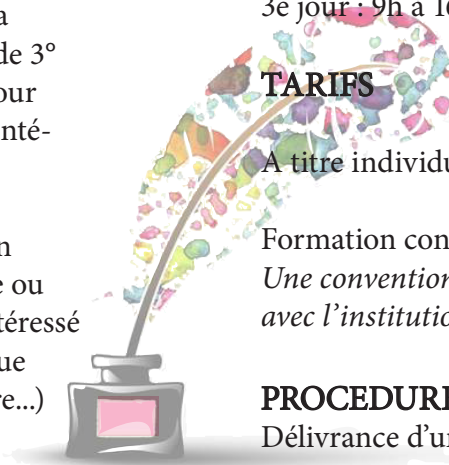 a
de 3°
our
nté-
n
e ou
téressé
ue
re...)
3e jour : 9h à 1
TARIFS
A titre individu
Formation con
Une convention
avec l’institutio
PROCEDUR
Délivrance d’u